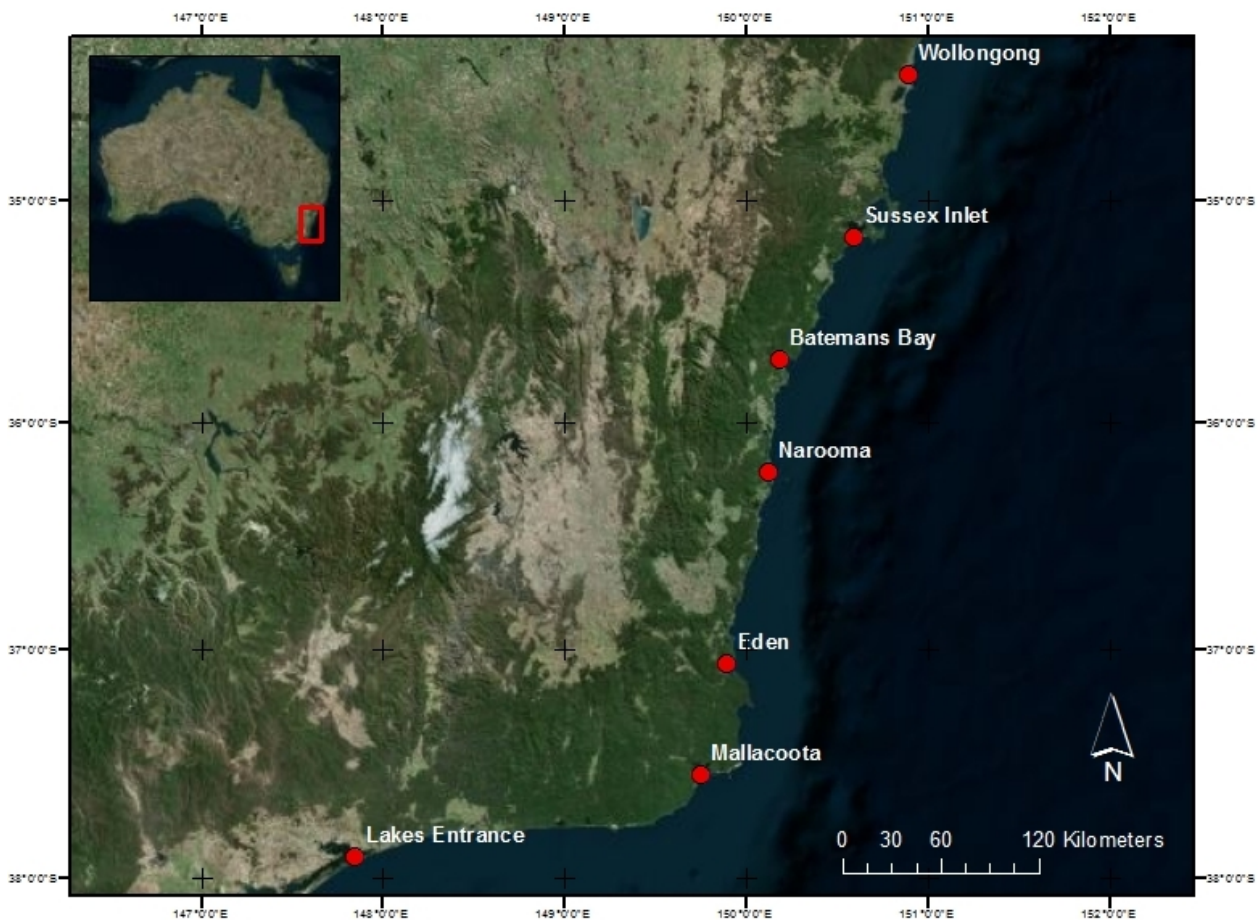 147°0'0"E 148°0'0"E 149°0'0"E 150°0'0"E 151°0'0"E 152°0'0"E
Wollongong
35°0'0"S 35°0'0"S
Sussex Inlet
Batemans Bay
36°0'0"S 36°0'0"S
Narooma
Eden
37°0'0"S 37°0'0"S
Mallacoota
N
Lakes Entrance
0 30 60 120 Kilometers
38°0'0"S 38°0'0"S
147°0'0"E 148°0'0"E 149°0'0"E 150°0'0"E 151°0'0"E 152°0'0"E